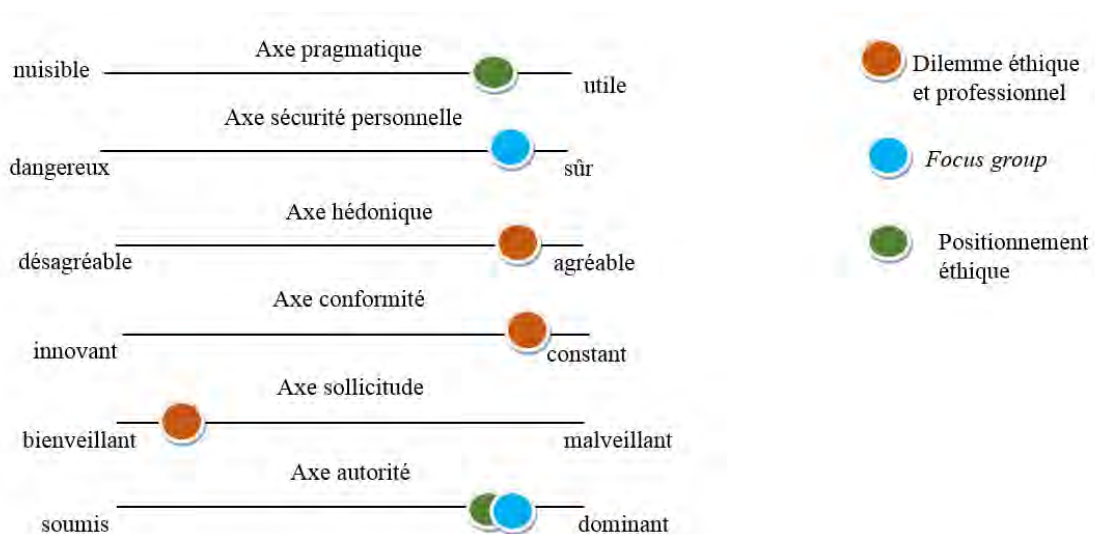 Axe pragmatique
nuisible
utile
Axe sécurité personnelle
dangereux
sûr
Axe hédonique
désagréable
agréable
Axe conformité
innovant
constant
Axe sollicitude
bienveillant
malveillant
Axe autorité
soumis
dominant
Dilemme éthique
et professionnel
Focus group
Positionnement
éthique